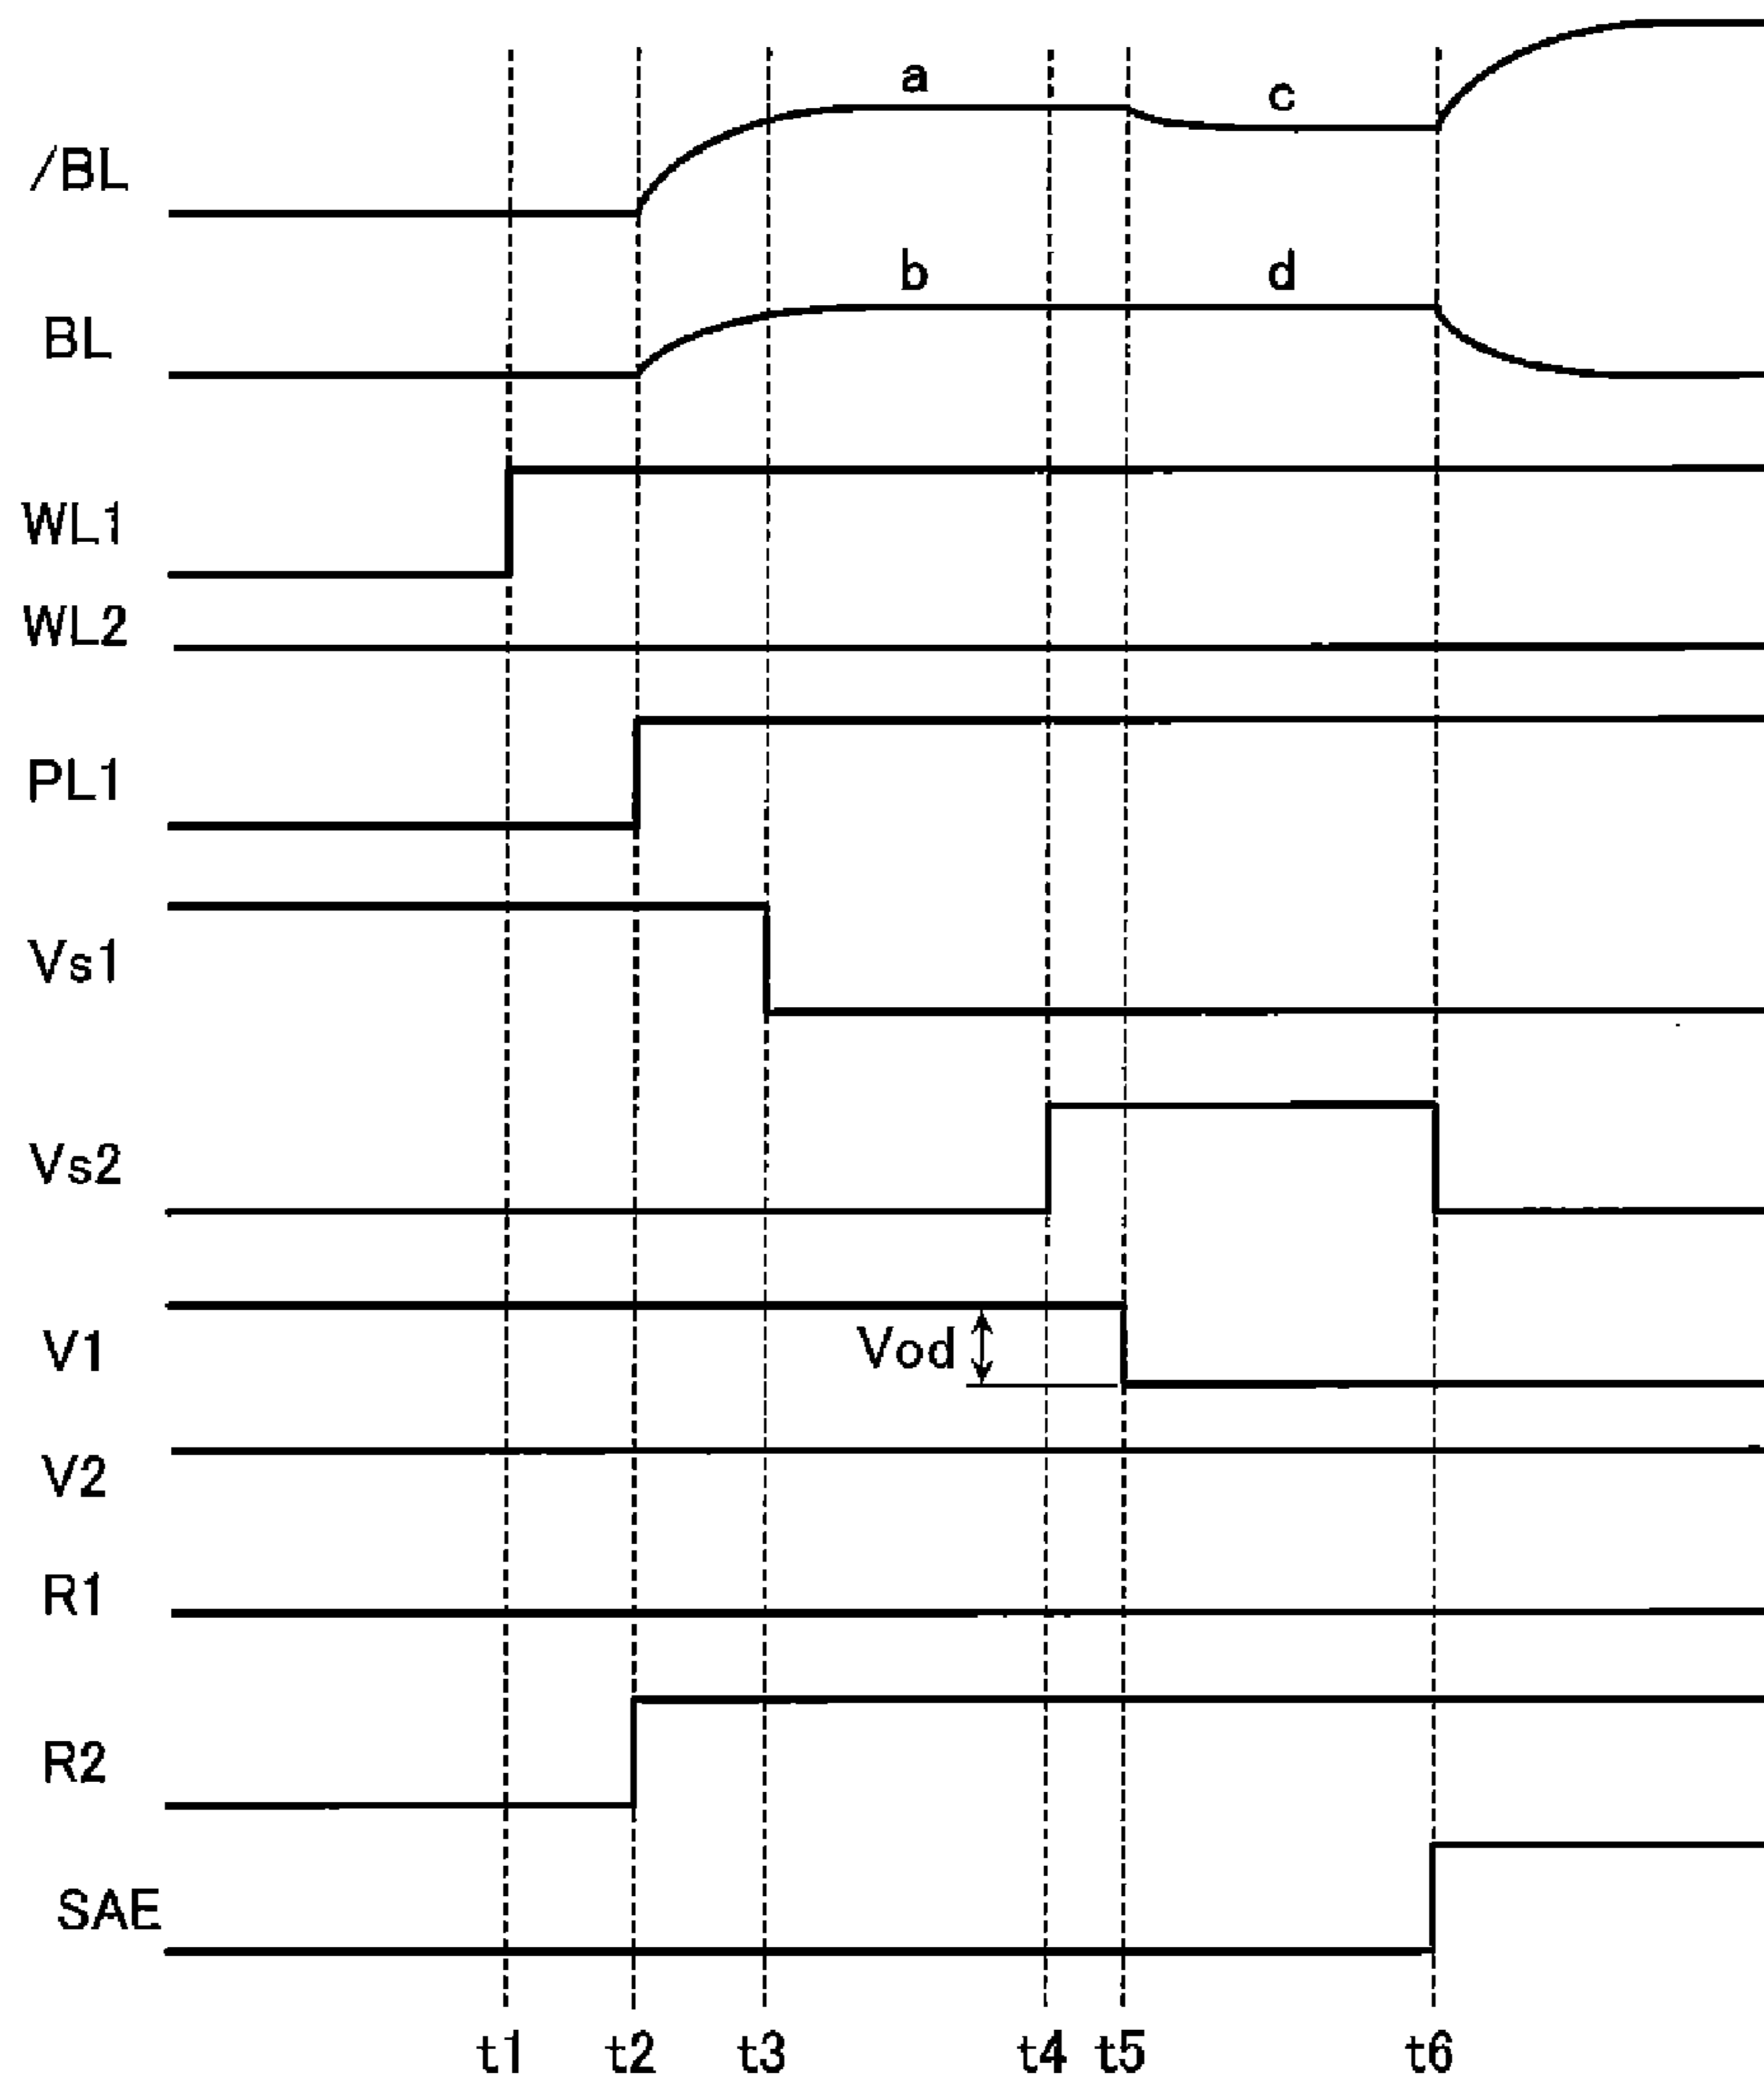 a
c
/BL
b
d
BL
WL1
WL2
PL1
Vs1
Vs2
V1
Vod
V2
R1
R2
SAE
t1 t2 t3 t4 t5 t6